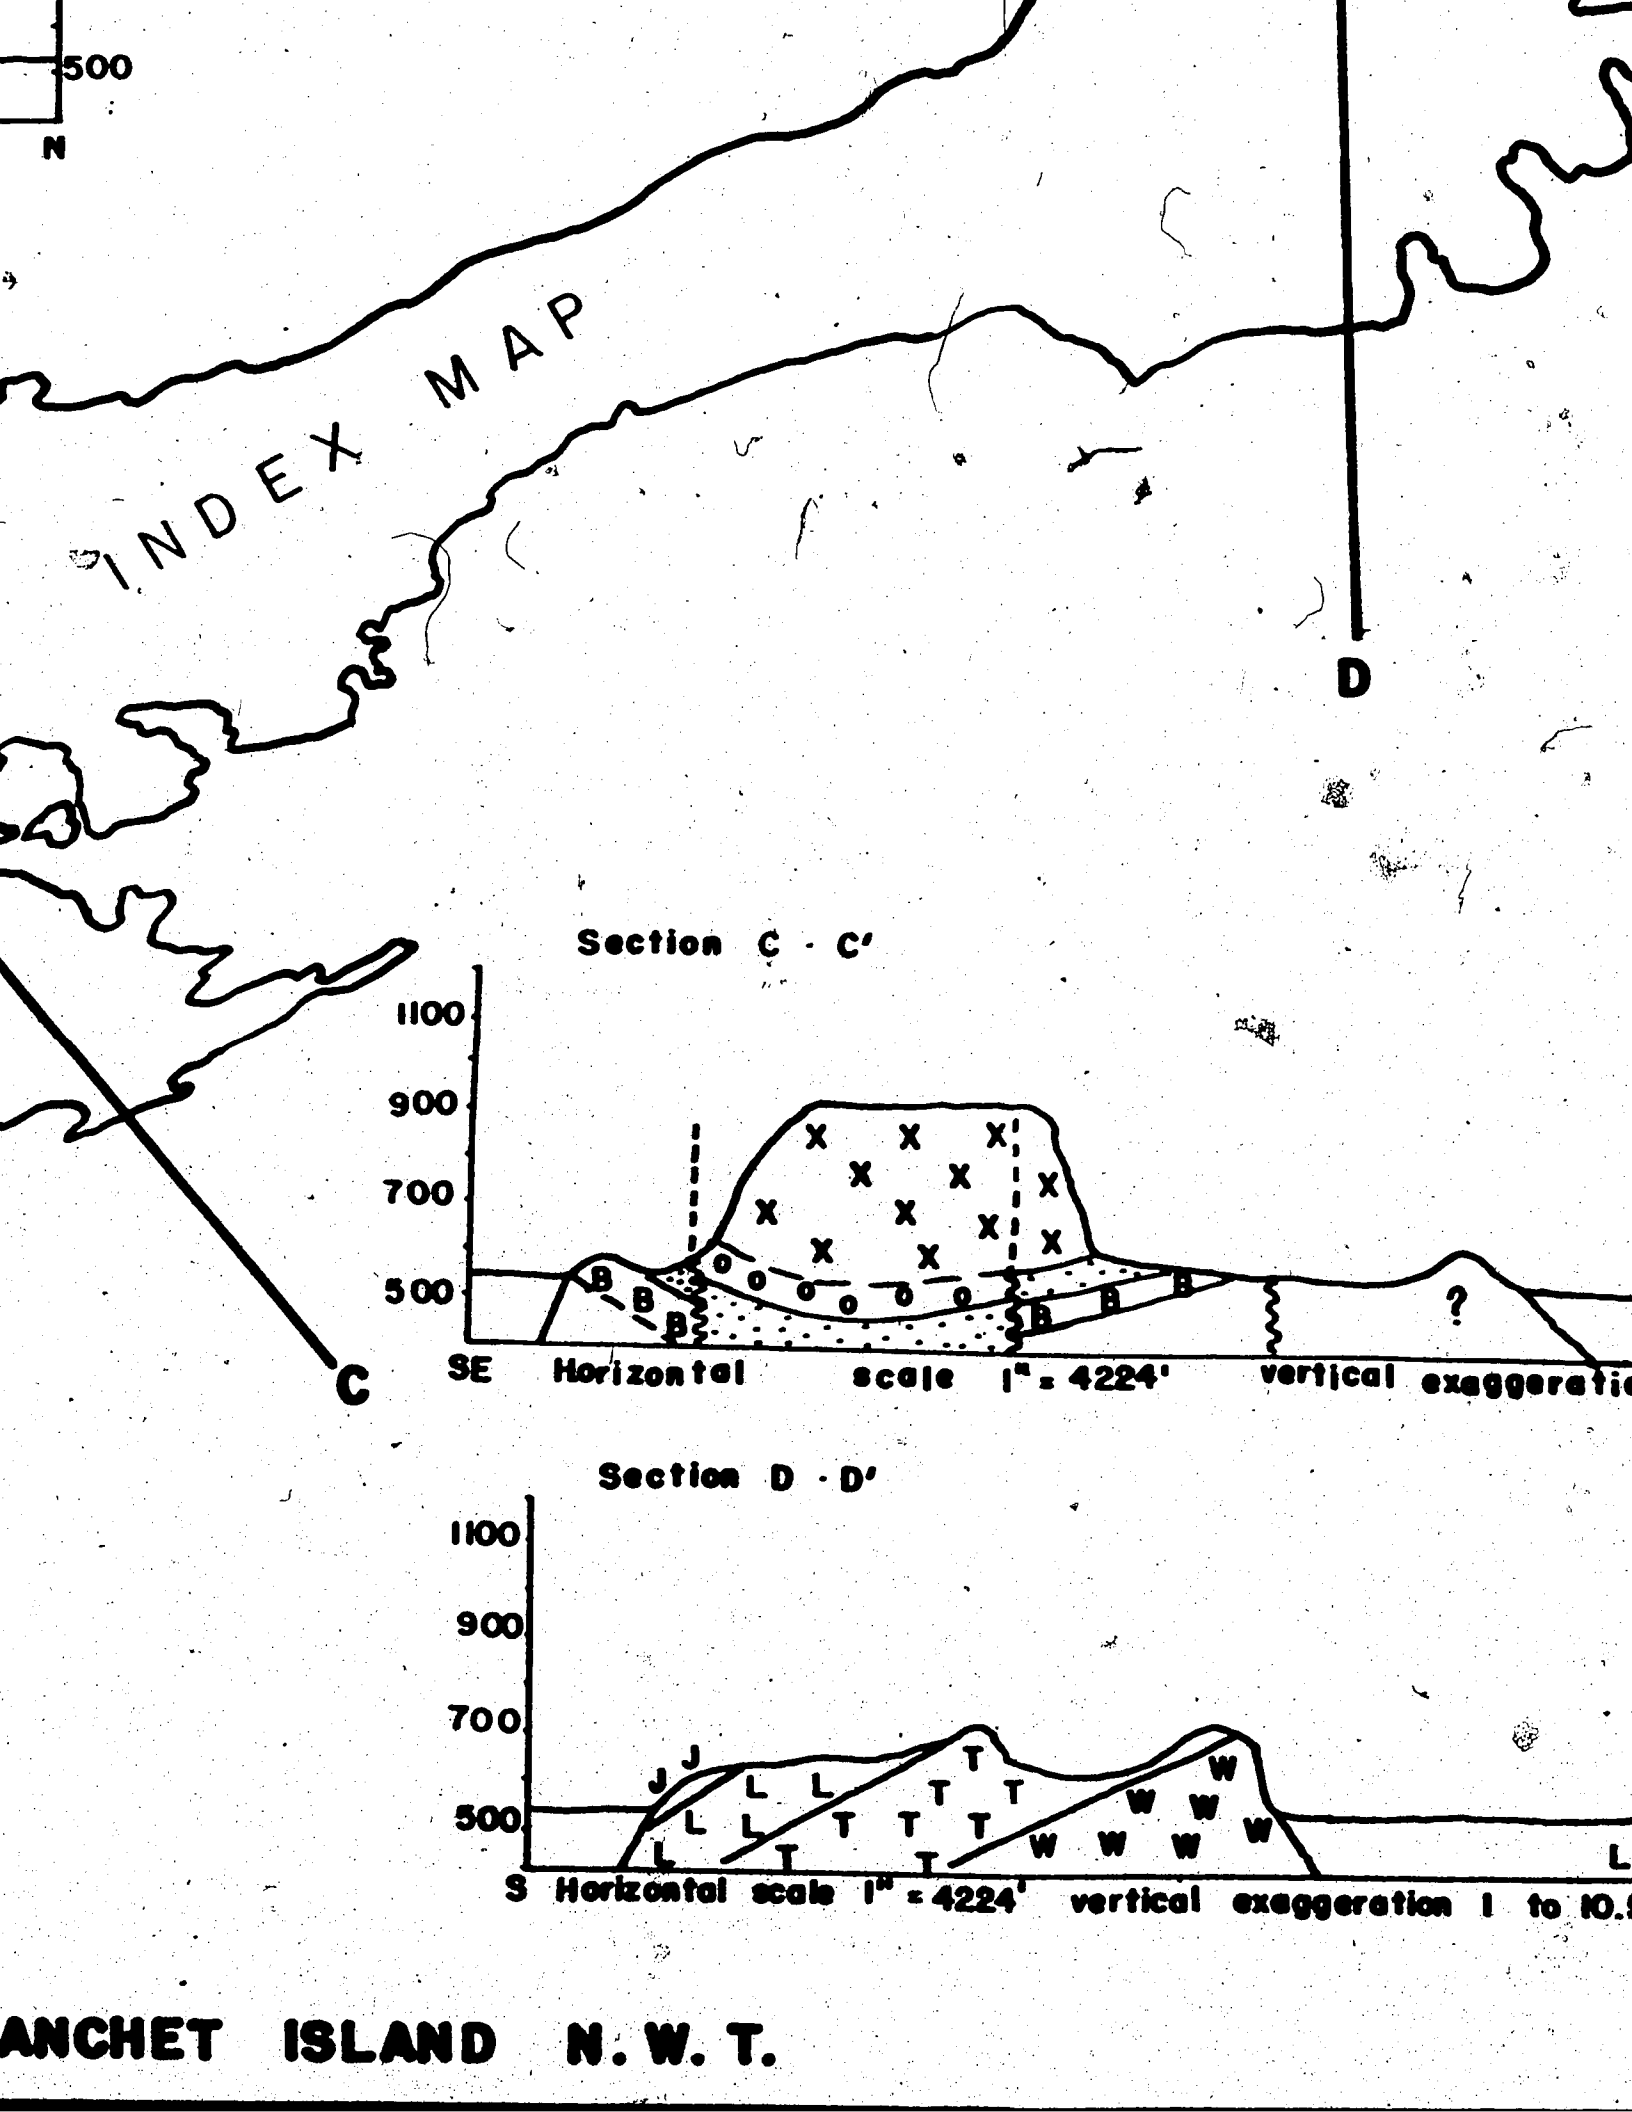 500
N
INDEX MAP
D
C
Section C - C'
1100
900
700
500
X X X
X X X
X X X X
X X X
O O O O O O
B B B B B B
?
SE Horizontal scale 1" = 4224' vertical
Section D - D'
1100
900
700
500
J J
L L T T T W
L L T T T W W W
L T T W W W
L
S Horizontal scale 1" = 4224' vertical exaggeration 1 to
ISLAND N. W. T.